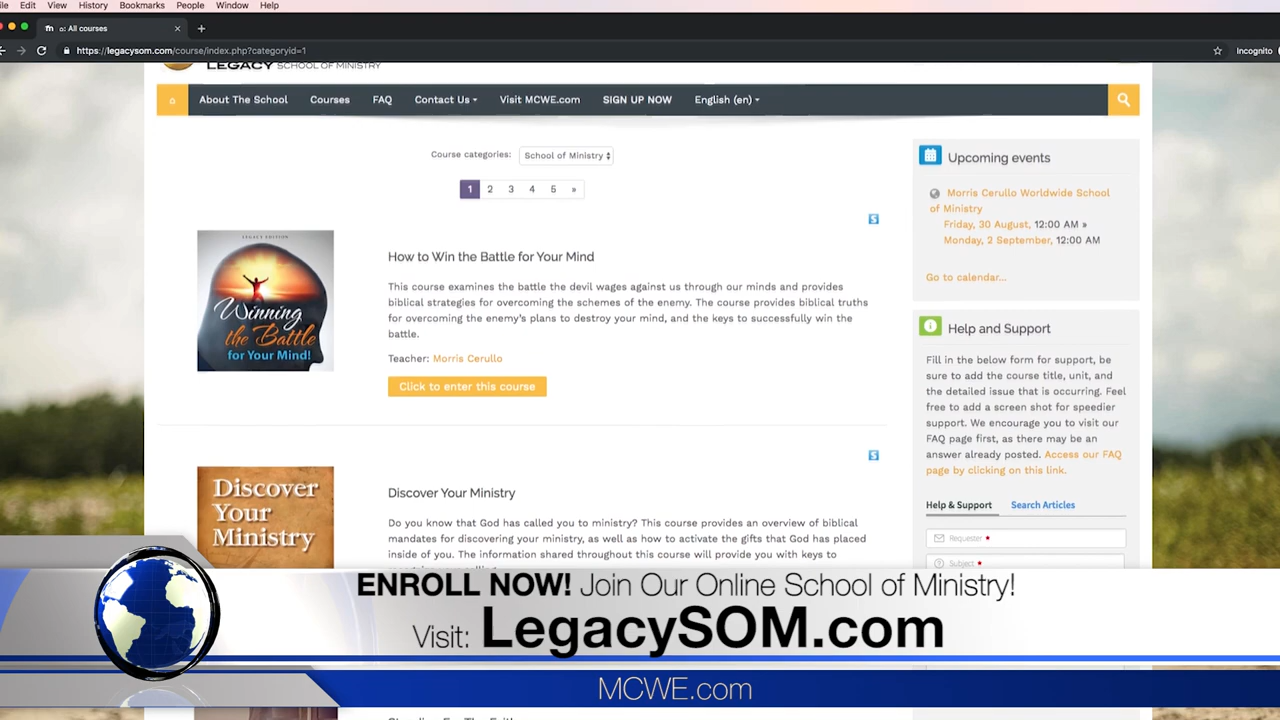 File Edit View History Bookmarks People Window Help
All courses
https://legacysom.com/course/index.php?categoryid=1
Incognito
LEGACY SCHOOL OF MINISTRY
About The School Courses FAQ Contact Us Visit MCWE.com SIGN UP NOW English (en)
Course categories: School of Ministry
1 2 3 4 5 »
LEGACY EDITION
Winning
the Battle
for Your Mind!
How to Win the Battle for Your Mind
This course examines the battle the devil wages against us through our minds and provides
biblical strategies for overcoming the schemes of the enemy. The course provides biblical truths
for overcoming the enemy's plans to destroy your mind, and the keys to successfully win the
battle.
Teacher: Morris Cerullo
Click to enter this course
Discover
Your
Ministry
Discover Your Ministry
Do you know that God has called you to ministry? This course provides an overview of biblical
mandates for discovering your ministry, as well as how to activate the gifts that God has placed
inside of you. The information shared throughout this course will provide you with keys to
Upcoming events
Morris Cerullo Worldwide School
of Ministry
Friday, 30 August, 12:00 AM »
Monday, 2 September, 12:00 AM
Go to calendar...
Help and Support
Fill in the below form for support, be
sure to add the course title, unit, and
the detailed issue that is occurring. Feel
free to add a screen shot for speedier
support. We encourage you to visit our
FAQ page first, as there may be an
answer already posted. Access our FAQ
page by clicking on this link.
Help & Support Search Articles
Requester *
Subject *
ENROLL NOW! Join Our Online School of Ministry!
Visit: LegacySOM.com
MCWE.com